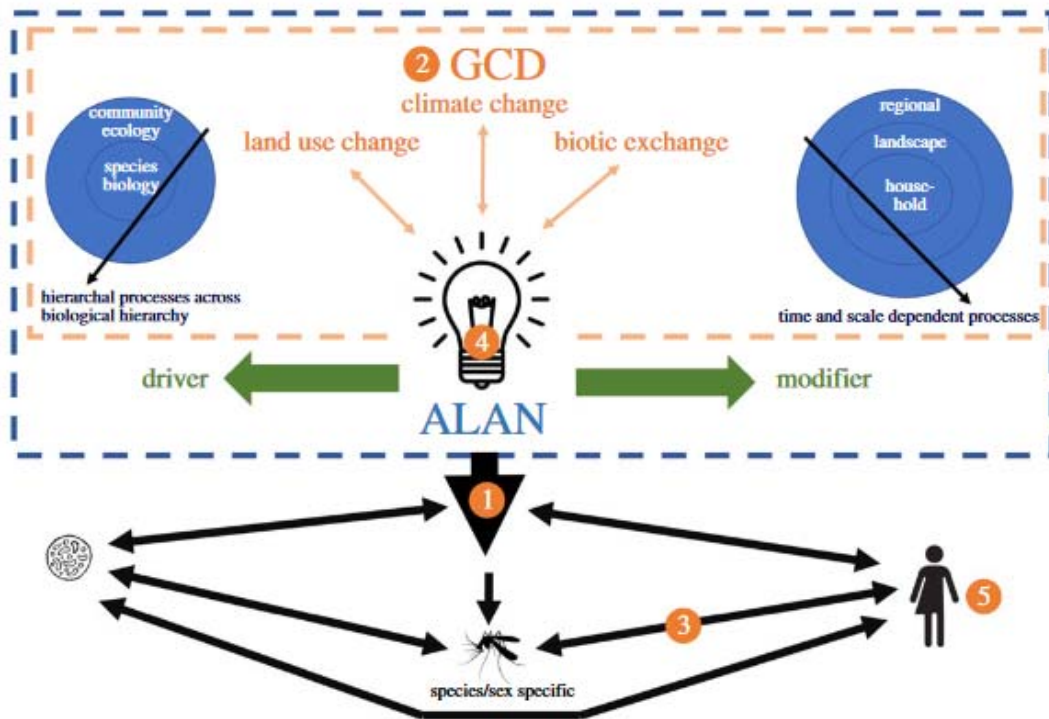 2 GCD
climate change
land use change
biotic exchange
community
ecology
species
biology
regional
landscape
house-
hold
hierarchal processes across
biological hierarchy
time and scale dependent processes
4
driver
modifier
ALAN
1
3
5
species/sex specific